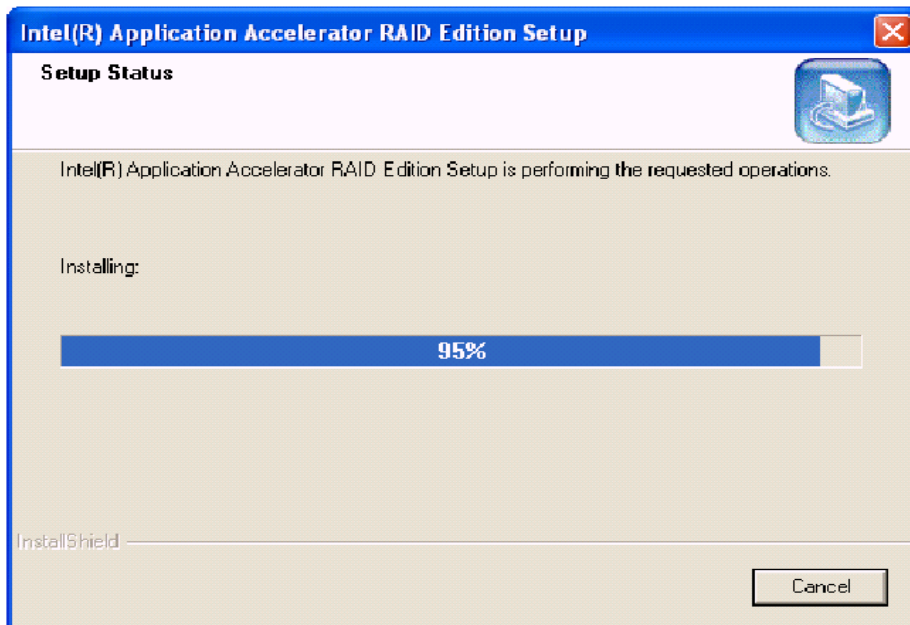 Intel(R) Application Accelerator RAID Edition Setup
Setup Status
Intel(R) Application Accelerator RAID Edition Setup is performing the requested operations.
Installing:
95%
InstallShield
Cancel